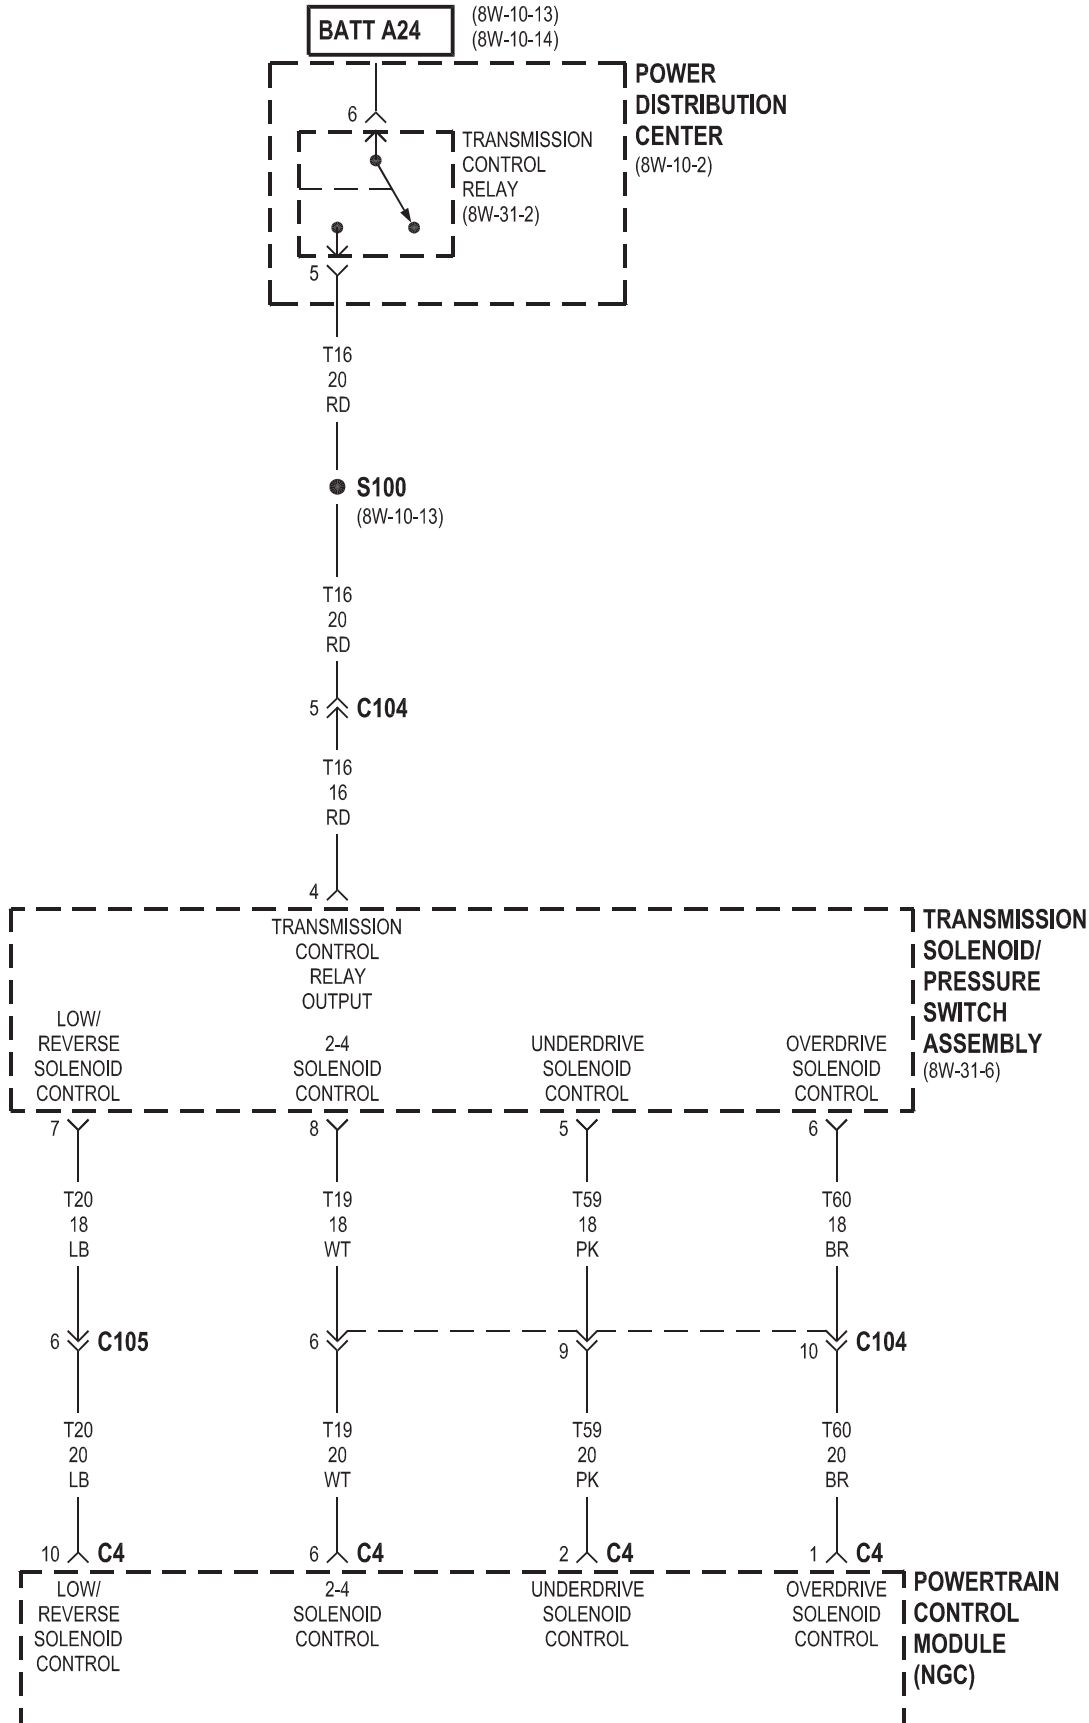 BATT A24
(8W-10-13)
(8W-10-14)
POWER
DISTRIBUTION
CENTER
(8W-10-2)
6
TRANSMISSION
CONTROL
RELAY
(8W-31-2)
5
T16
20
RD
S100
(8W-10-13)
T16
20
RD
5 C104
T16
16
RD
4
TRANSMISSION
CONTROL
RELAY
OUTPUT
TRANSMISSION
SOLENOID/
PRESSURE
SWITCH
ASSEMBLY
(8W-31-6)
LOW/
REVERSE
SOLENOID
CONTROL
2-4
SOLENOID
CONTROL
UNDERDRIVE
SOLENOID
CONTROL
OVERDRIVE
SOLENOID
CONTROL
7 8 5 6
T20 T19 T59 T60
18 18 18 18
LB WT PK BR
6 C105 6 9 10 C104
T20 T19 T59 T60
20 20 20 20
LB WT PK BR
10 C4 6 C4 2 C4 1 C4
LOW/
REVERSE
SOLENOID
CONTROL
2-4
SOLENOID
CONTROL
UNDERDRIVE
SOLENOID
CONTROL
OVERDRIVE
SOLENOID
CONTROL
POWERTRAIN
CONTROL
MODULE
(NGC)